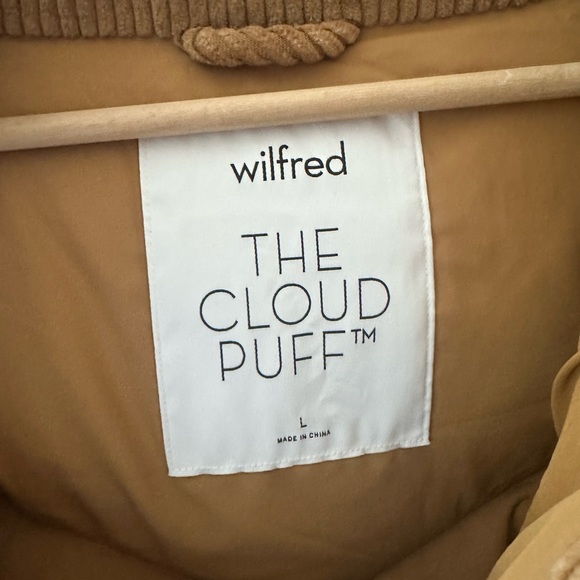 wilfred
THE
CLOUD
PUFF™
L
MADE IN CHINA